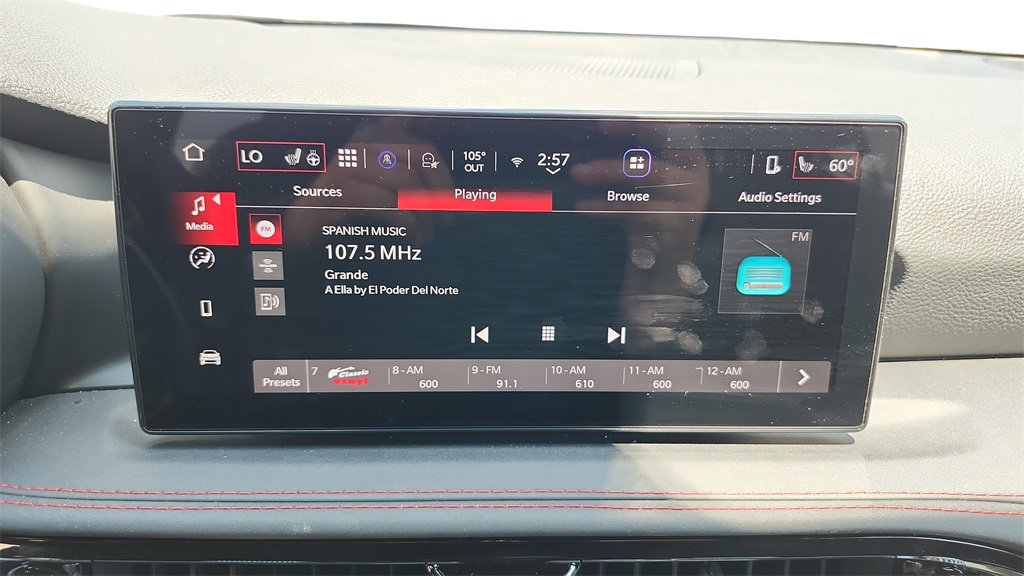 LO 105° OUT 2:57 60°
Sources Playing Browse Audio Settings
Media
FM
SPANISH MUSIC
107.5 MHz
Grande
A Ella by El Poder Del Norte
FM
All Presets 7 Classic Vinyl 8 - AM 600 9 - FM 91.1 10 - AM 610 11 - AM 600 12 - AM 600